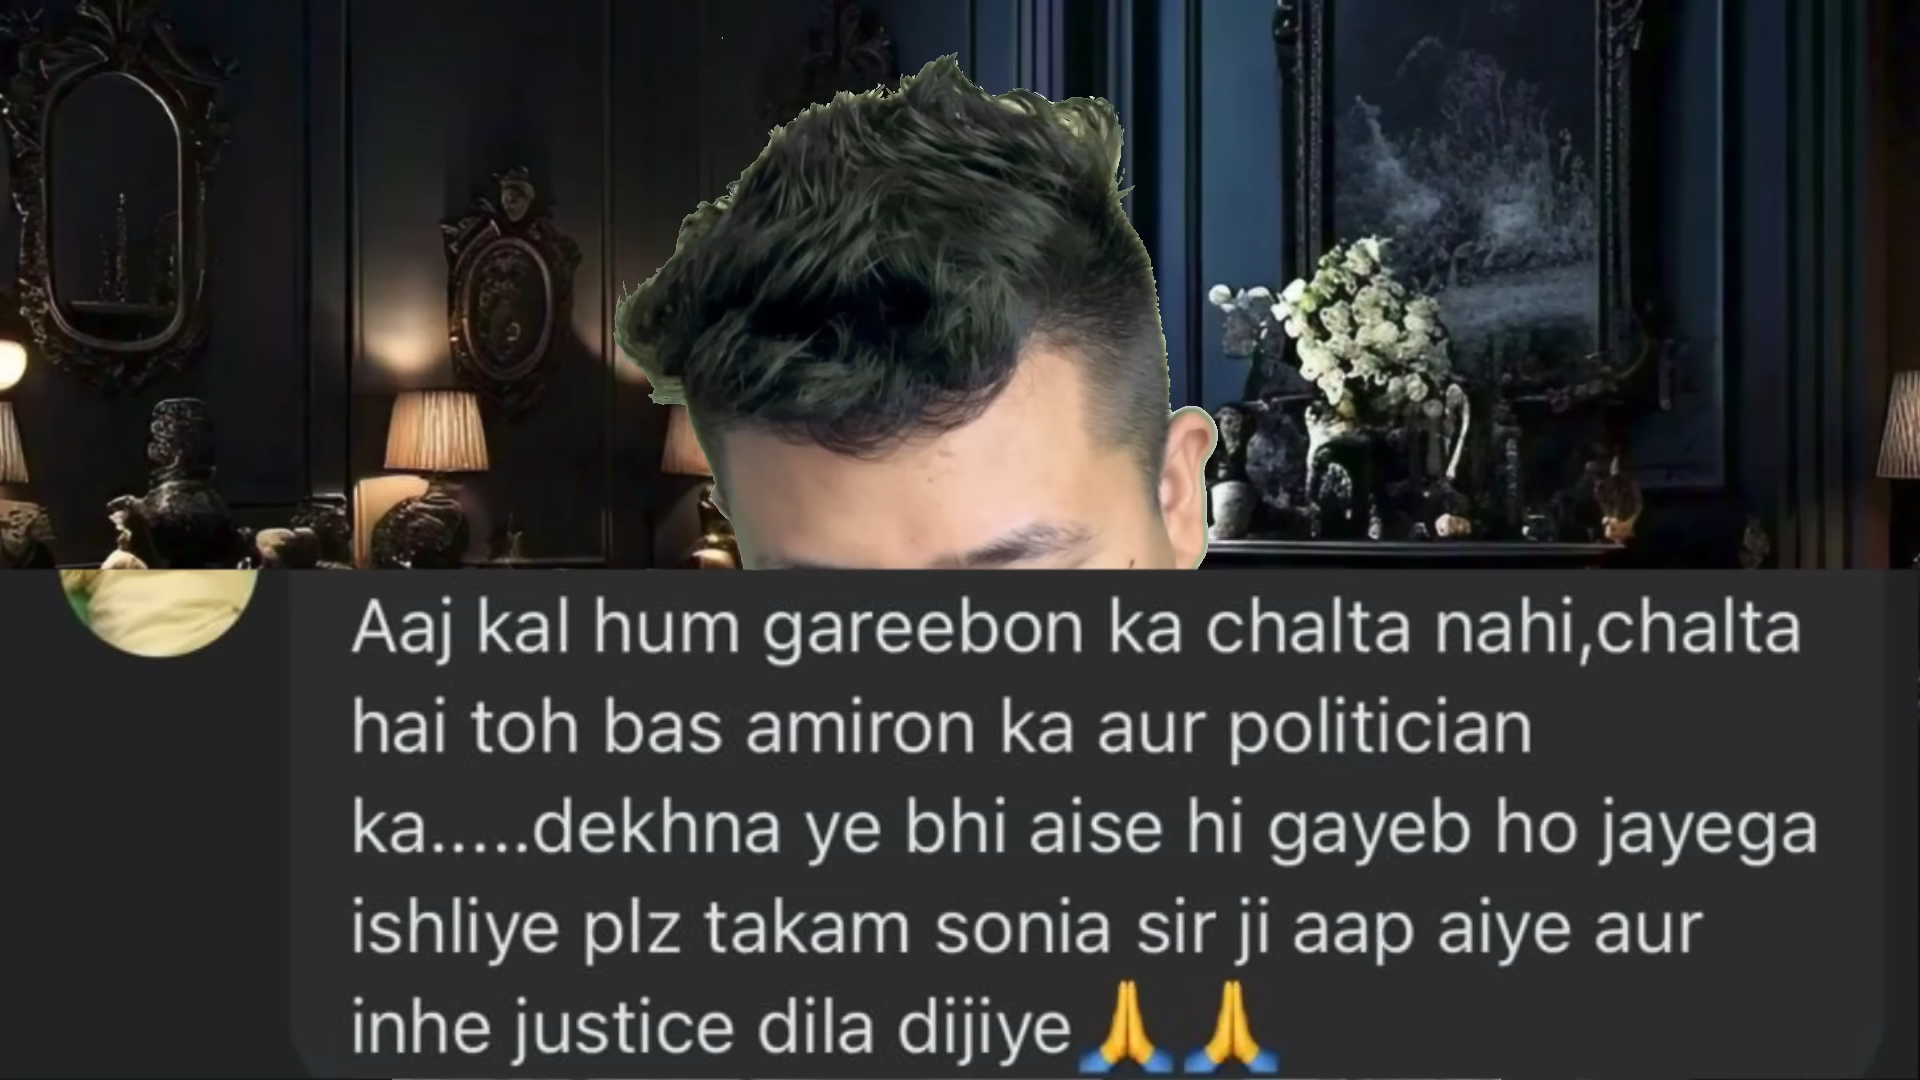 Aaj kal hum gareebon ka chalta nahi,chalta
hai toh bas amiron ka aur politician
ka.....dekhna ye bhi aise hi gayeb ho jayega
ishliye plz takam sonia sir ji aap aiye aur
inhe justice dila dijiye🙏🙏